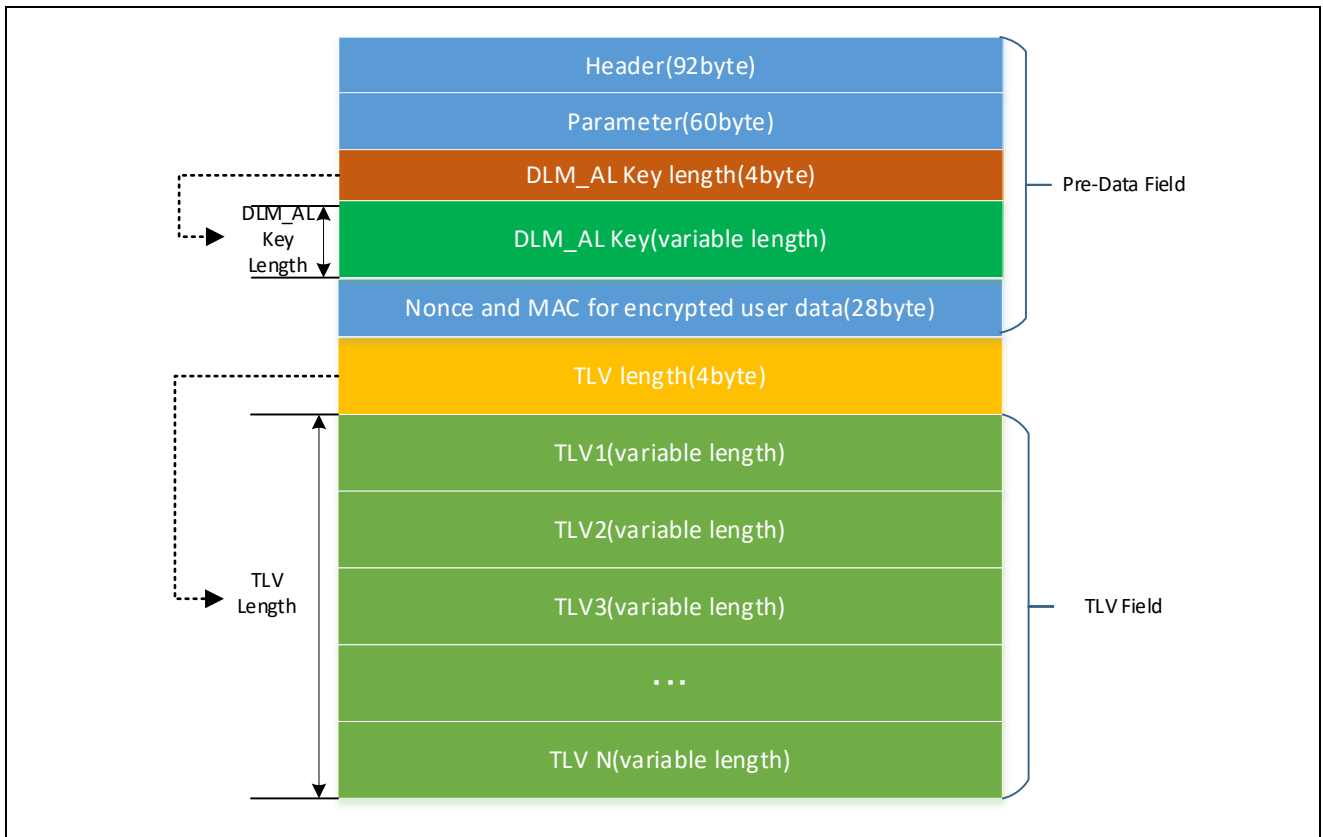 Header(92byte)
Parameter(60byte)
DLM_AL Key length(4byte)
Pre-Data Field
DLM_AL
Key
Length
DLM_AL Key(variable length)
Nonce and MAC for encrypted user data(28byte)
TLV length(4byte)
TLV1(variable length)
TLV2(variable length)
TLV
Length
TLV3(variable length)
TLV Field
...
TLV N(variable length)